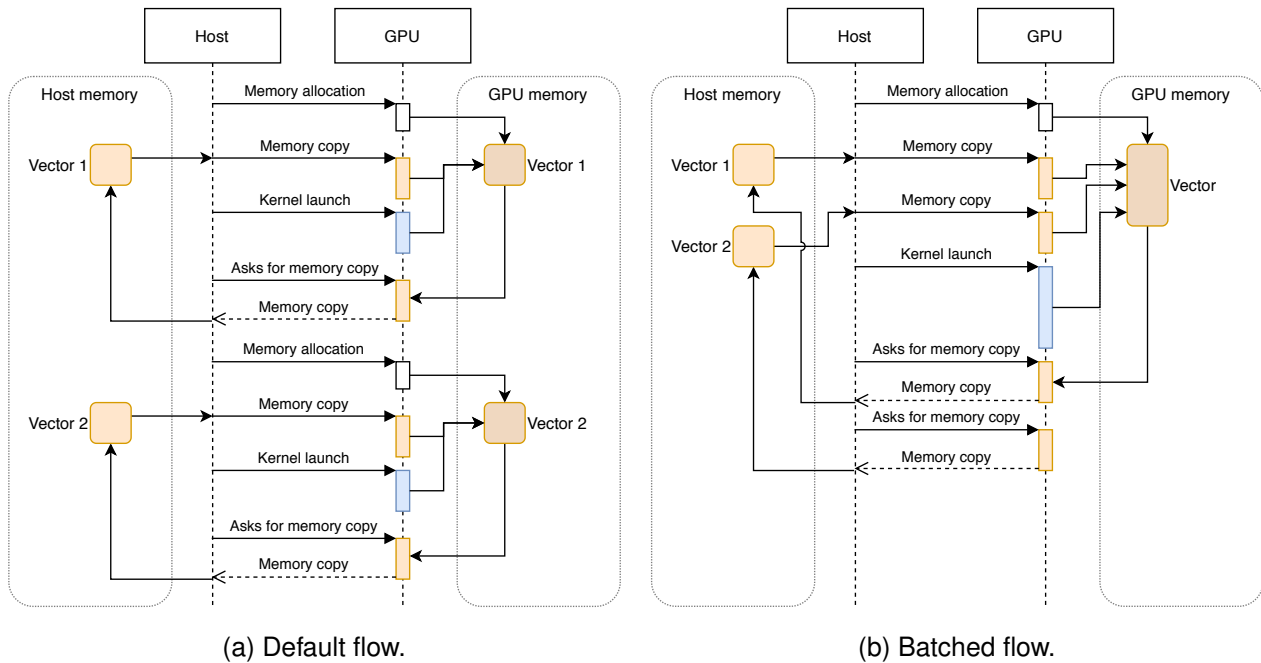 Host
GPU
Host memory
GPU memory
Memory allocation
Vector 1
Memory copy
Vector 1
Kernel launch
Asks for memory copy
Memory copy
Memory allocation
Vector 2
Memory copy
Vector 2
Kernel launch
Asks for memory copy
Memory copy
(a) Default flow.
Host
GPU
Host memory
GPU memory
Memory allocation
Vector 1
Memory copy
Vector
Memory copy
Vector 2
Kernel launch
Asks for memory copy
Memory copy
Asks for memory copy
Memory copy
(b) Batched flow.